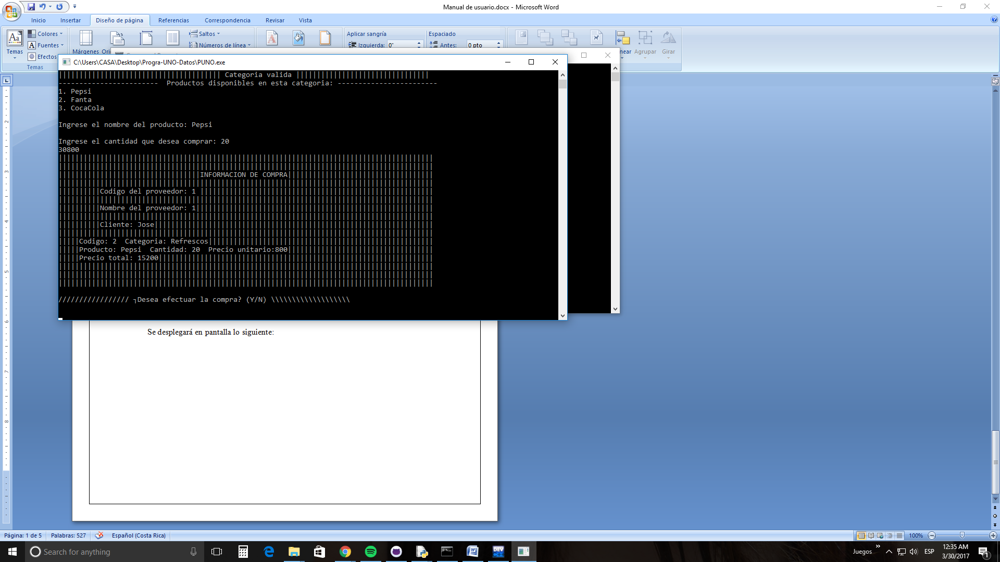 Manual de usuario.docx - Microsoft Word
Inicio Insertar Diseño de página Referencias Correspondencia Revisar Vista
Aa Temas
Colores
Fuentes
Efectos
Temas
Márgenes
Saltos
Números de línea
Aplicar sangría
Izquierda: 0"
Espaciado
Antes: 0 pto
Agrupar Girar
C:\Users\CASA\Desktop\Progra-UNO-Datos\PUNO.exe
Categoria valida
------------------------ Productos disponibles en esta categoria: ------------------------
1. Pepsi
2. Fanta
3. CocaCola
Ingrese el nombre del producto: Pepsi
Ingrese el cantidad que desea comprar: 20
30800
INFORMACION DE COMPRA
Codigo del proveedor: 1
Nombre del proveedor: 1
Cliente: Jose
Codigo: 2 Categoria: Refrescos
Producto: Pepsi Cantidad: 20 Precio unitario:800
Precio total: 15200
///////////////// ┐Desea efectuar la compra? (Y/N) \\\\\\\\\\\\\\\\\\\
Se desplegará en pantalla lo siguiente:
Página: 1 de 5 Palabras: 527 Español (Costa Rica) 100%
Search for anything
DEV
Juegos ESP 12:35 AM
3/30/2017
1